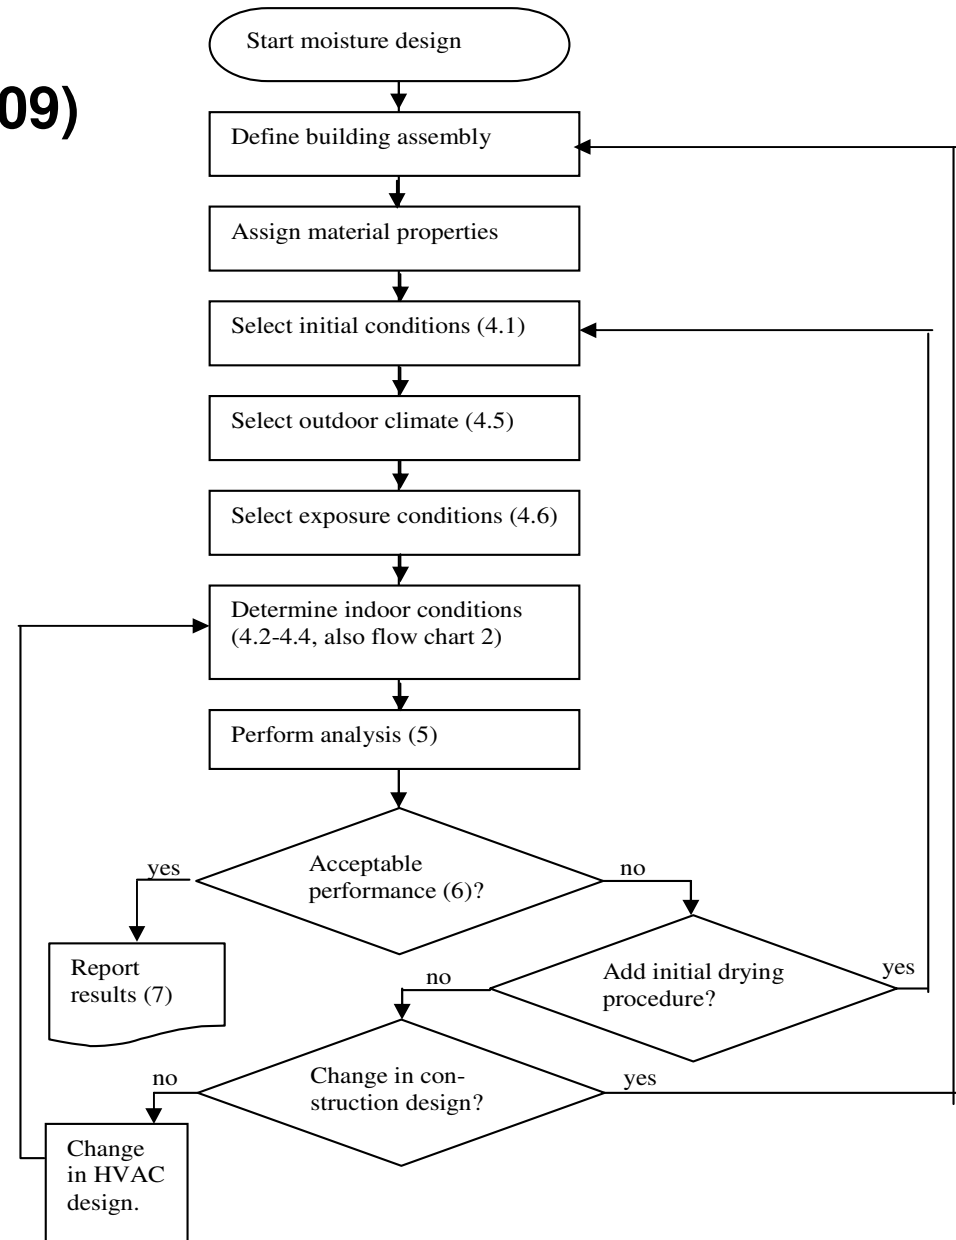 Start moisture design
09)
Define building assembly
Assign material properties
Select initial conditions (4.1)
Select outdoor climate (4.5)
Select exposure conditions (4.6)
Determine indoor conditions
(4.2-4.4, also flow chart 2)
Perform analysis (5)
Acceptable
performance (6)?
yes
no
Report
results (7)
Add initial drying
procedure?
yes
no
Change in con-
struction design?
no
yes
Change
in HVAC
design.